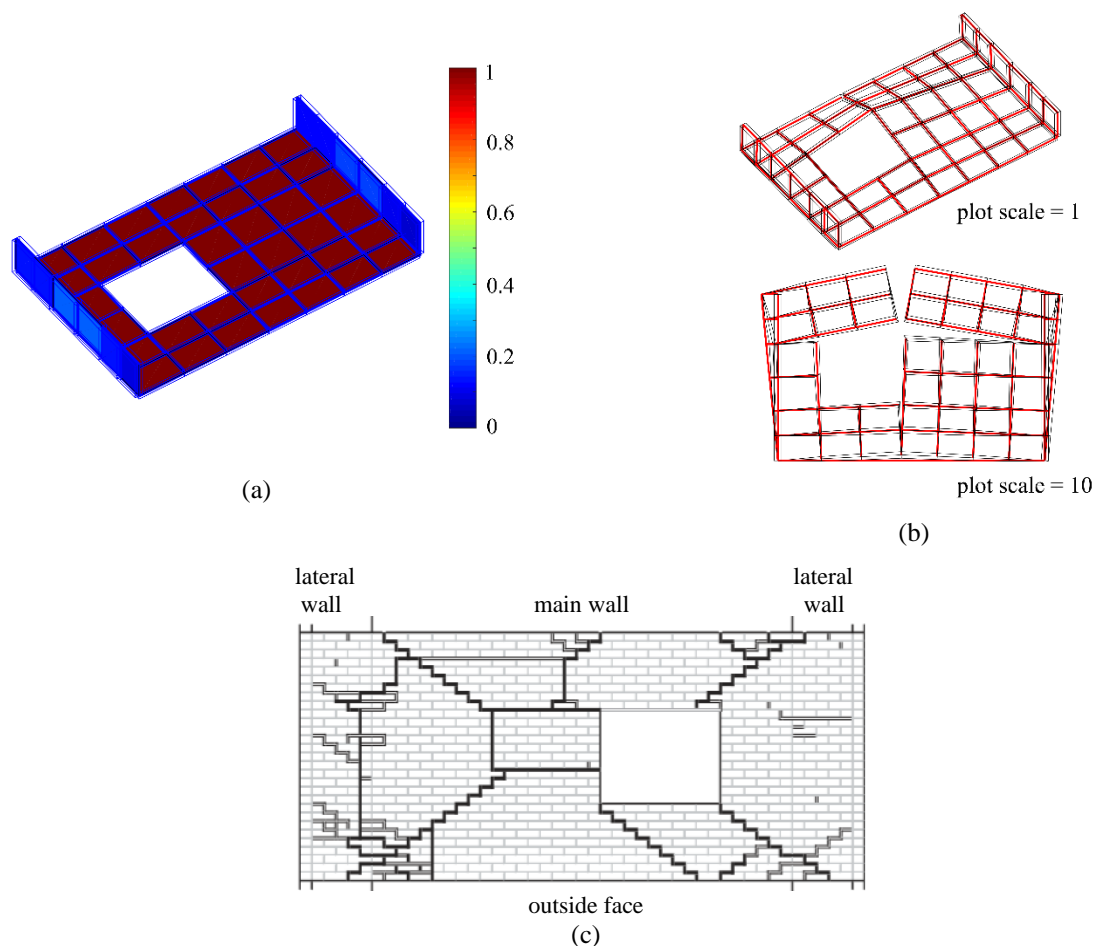 1
0.8
0.6
0.4
0.2
0
(a)
plot scale = 1
plot scale = 10
(b)
lateral
wall
main wall
lateral
wall
outside face
(c)